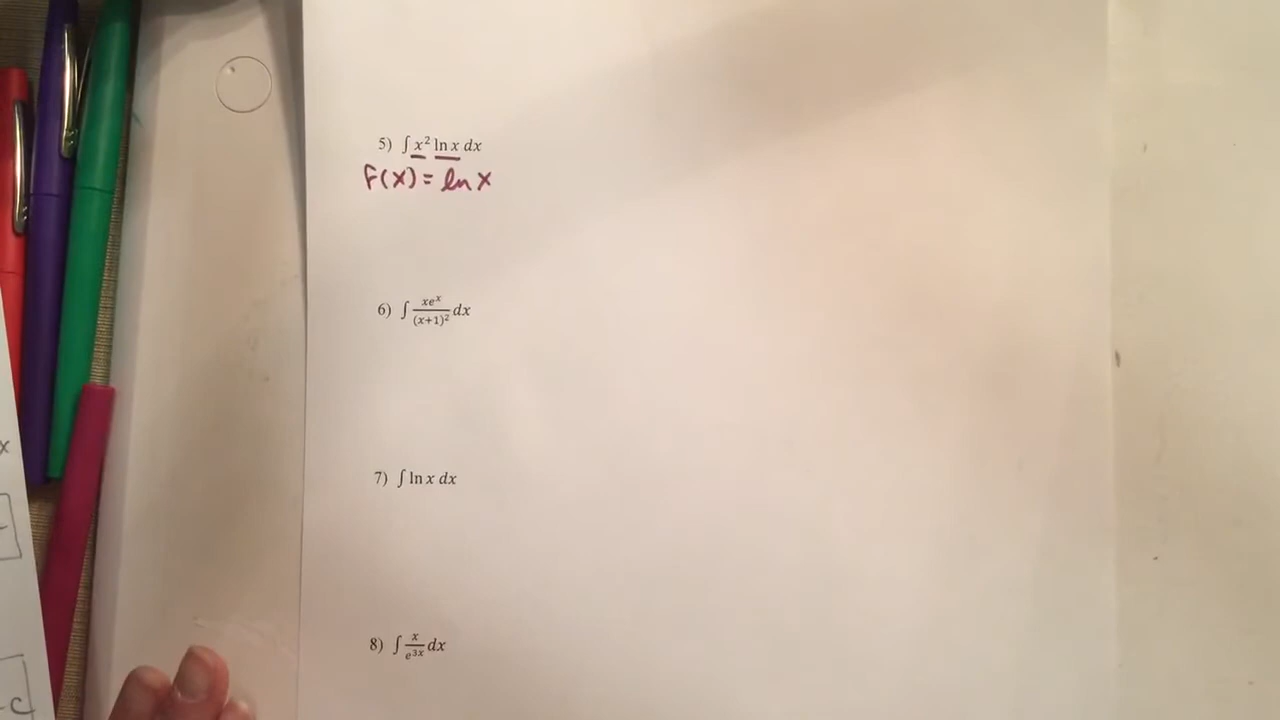 5) ∫ x² ln x dx
F(x) = ln x
6) ∫ xeˣ/(x+1)² dx
7) ∫ ln x dx
8) ∫ x/e³ˣ dx
x
-c